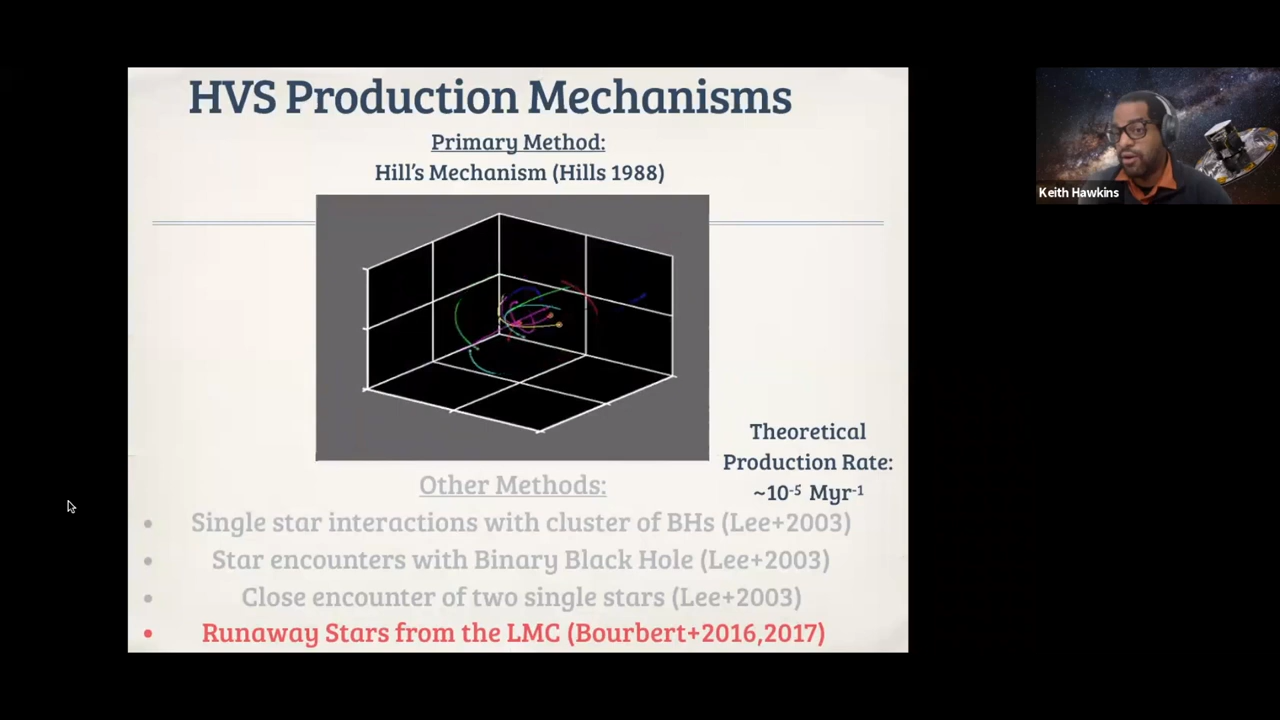 HVS Production Mechanisms
Primary Method:
Hill's Mechanism (Hills 1988)
Keith Hawkins
Theoretical
Production Rate:
~10⁻⁵ Myr⁻¹
Other Methods:
• Single star interactions with cluster of BHs (Lee+2003)
• Star encounters with Binary Black Hole (Lee+2003)
• Close encounter of two single stars (Lee+2003)
• Runaway Stars from the LMC (Bourbert+2016,2017)